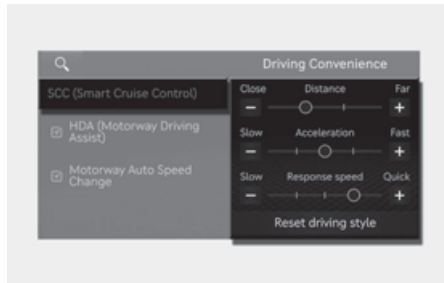 Driving Convenience
SCC (Smart Cruise Control)
HDA (Motorway Driving
Assist)
Motorway Auto Speed
Change
Close Distance Far
Slow Acceleration Fast
Slow Response speed Quick
Reset driving style